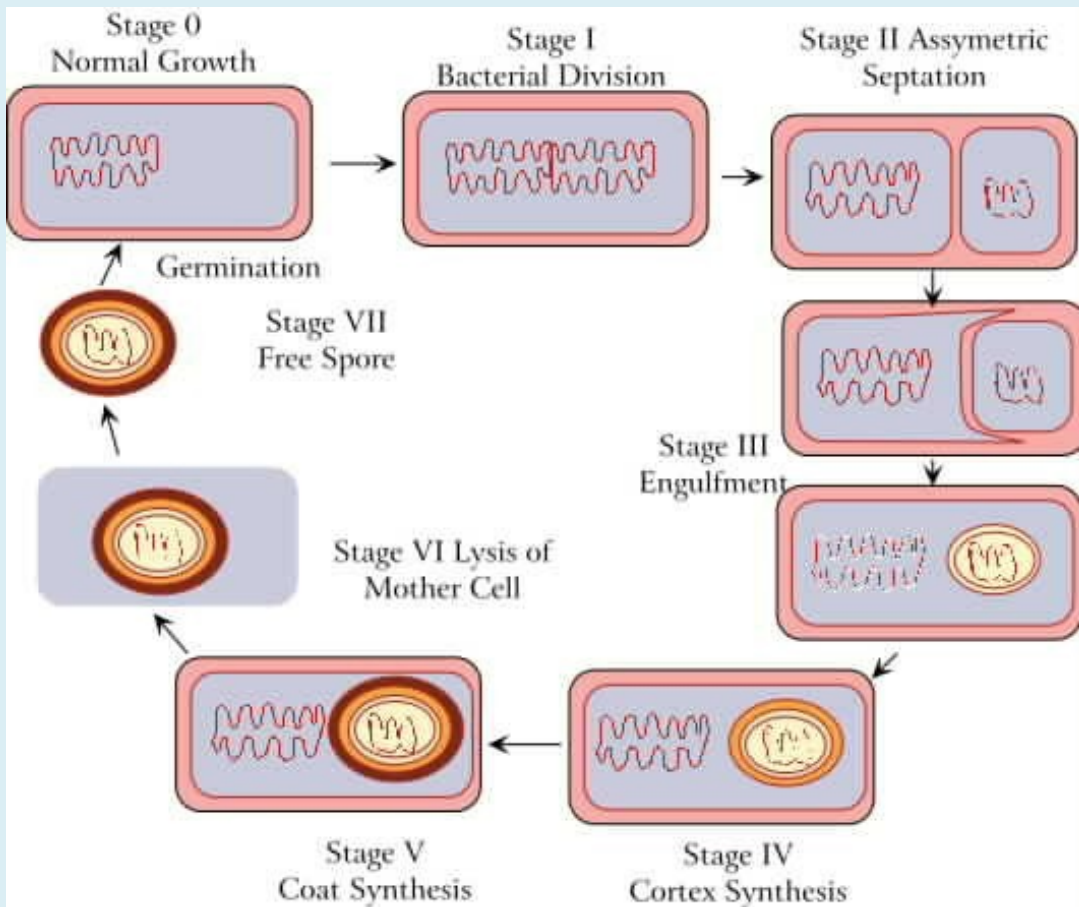 Stage 0
Normal Growth
Stage I
Bacterial Division
Stage II Assymetric
Septation
Germination
Stage VII
Free Spore
Stage III
Engulfment
Stage VI Lysis of
Mother Cell
Stage V
Coat Synthesis
Stage IV
Cortex Synthesis